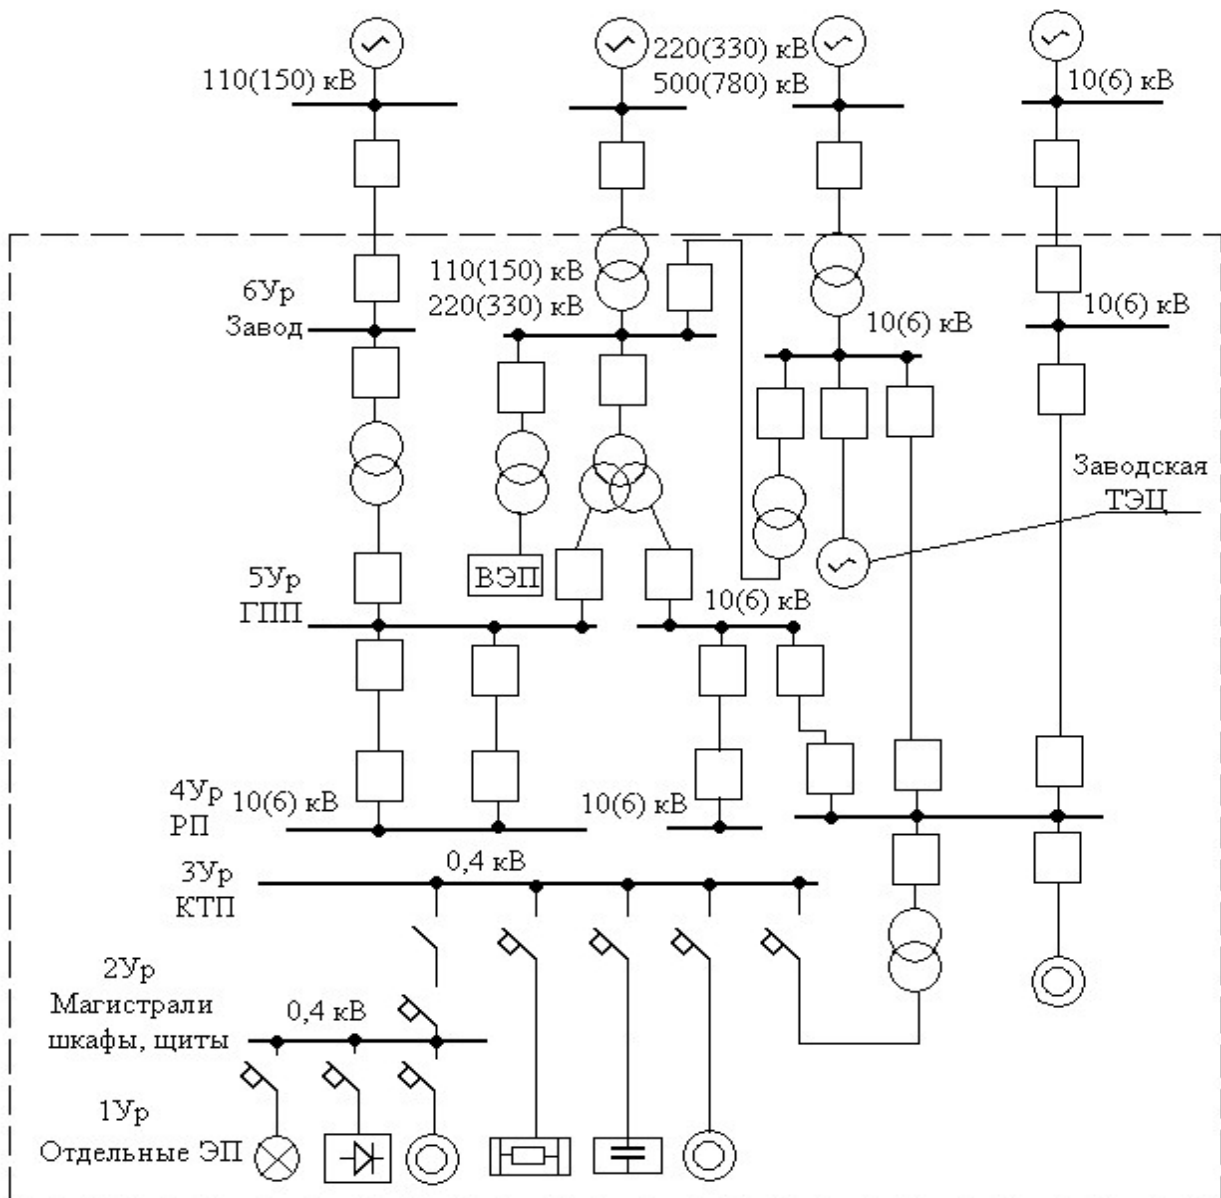 110(150) кВ
220(330) кВ
500(780) кВ
10(6) кВ
6Ур
Завод
110(150) кВ
220(330) кВ
10(6) кВ
10(6) кВ
Заводская
ТЭЦ
5Ур
ГПП
ВЭП
10(6) кВ
4Ур
РП
10(6) кВ
10(6) кВ
3Ур
КТП
0,4 кВ
2Ур
Магистрали
шкафы, щиты
0,4 кВ
1Ур
Отдельные ЭП